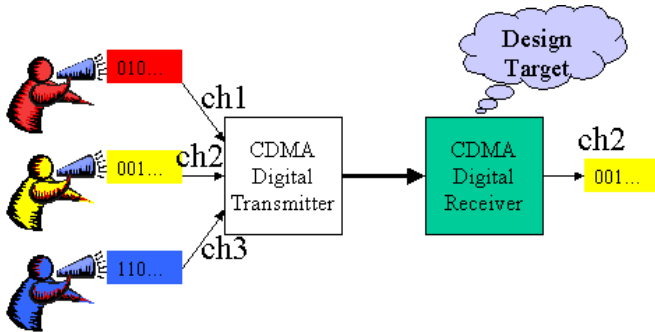 Design
Target
010...
ch1
001...
ch2
CDMA
Digital
Transmitter
CDMA
Digital
Receiver
ch2
001...
110...
ch3